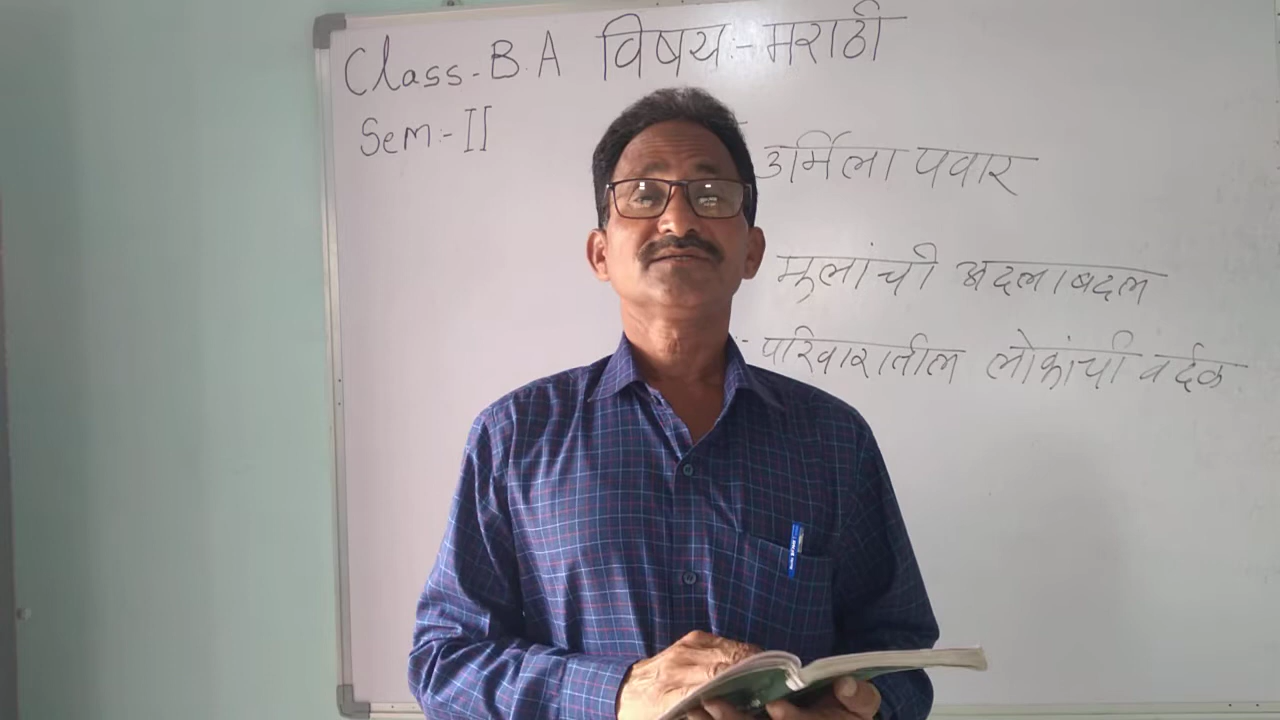 Class-B.A विषय:- मराठी
Sem:-II
उर्मिला पवार
मुलांची अदलाबदल
:- परिवारातील लोकांची वर्दळ